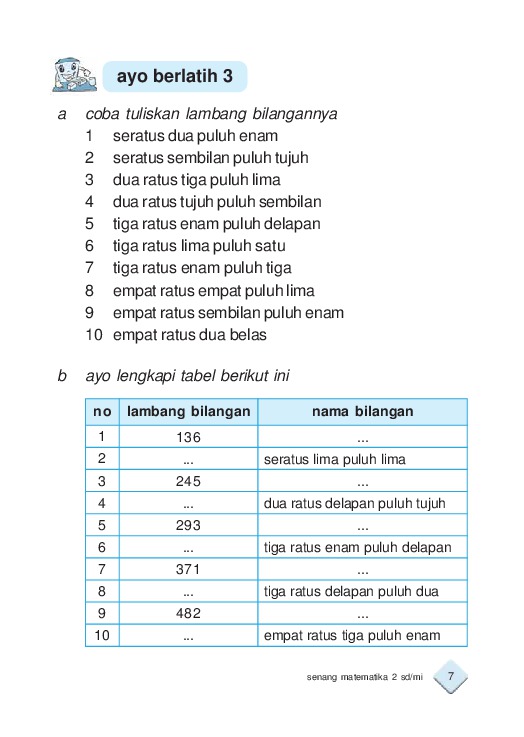 ayo berlatih 3
a coba tuliskan lambang bilangannya
1 seratus dua puluh enam
2 seratus sembilan puluh tujuh
3 dua ratus tiga puluh lima
4 dua ratus tujuh puluh sembilan
5 tiga ratus enam puluh delapan
6 tiga ratus lima puluh satu
7 tiga ratus enam puluh tiga
8 empat ratus empat puluh lima
9 empat ratus sembilan puluh enam
10 empat ratus dua belas
b ayo lengkapi tabel berikut ini
no lambang bilangan nama bilangan
1 136 ...
2 ... seratus lima puluh lima
3 245 ...
4 ... dua ratus delapan puluh tujuh
5 293 ...
6 ... tiga ratus enam puluh delapan
7 371 ...
8 ... tiga ratus delapan puluh dua
9 482 ...
10 ... empat ratus tiga puluh enam
senang matematika 2 sd/mi 7